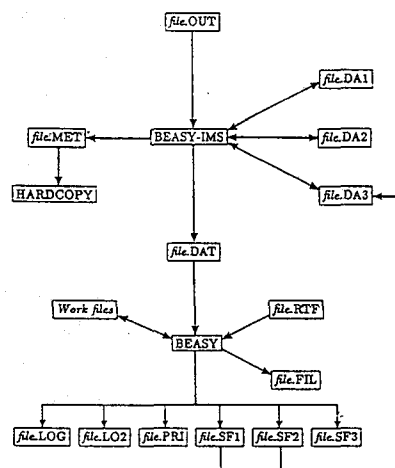 file.OUT
file.DA1
file.MET
BEASY-IMS
file.DA2
HARDCOPY
file.DA3
file.DAT
Work files
file.RTF
BEASY
file.FIL
file.LOG
file.LO2
file.PRI
file.SF1
file.SF2
file.SF3